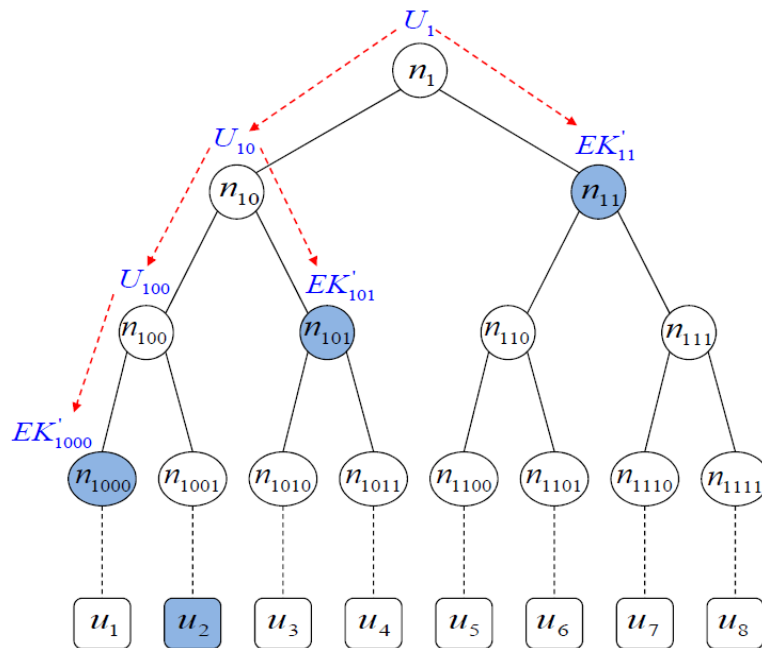 U₁
n₁
U₁₀ EK'₁₁
n₁₀ n₁₁
U₁₀₀ EK'₁₀₁
n₁₀₀ n₁₀₁ n₁₁₀ n₁₁₁
EK'₁₀₀₀
n₁₀₀₀ n₁₀₀₁ n₁₀₁₀ n₁₀₁₁ n₁₁₀₀ n₁₁₀₁ n₁₁₁₀ n₁₁₁₁
u₁ u₂ u₃ u₄ u₅ u₆ u₇ u₈